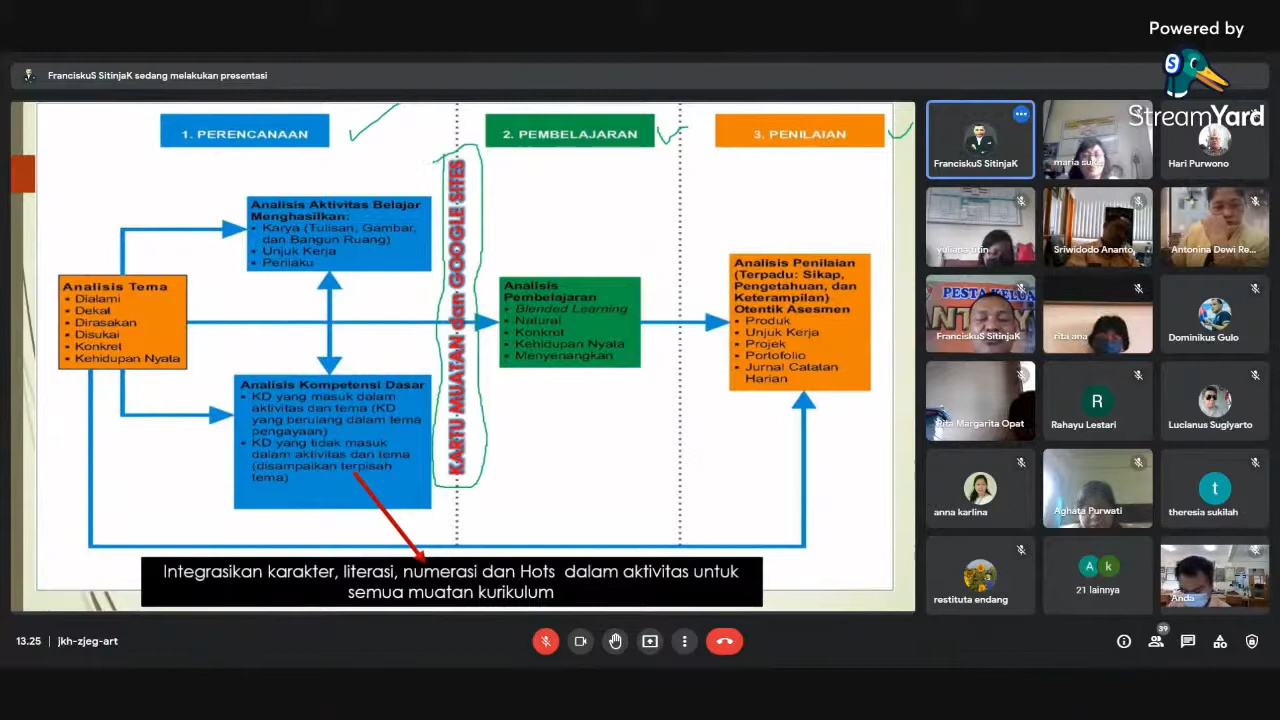 Powered by
StreamYard
FranciskuS SitinjaK sedang melakukan presentasi
1. PERENCANAAN
2. PEMBELAJARAN
3. PENILAIAN
Analisis Aktivitas Belajar
Menghasilkan:
• Karya (Tulisan, Gambar,
dan Bangun Ruang)
• Unjuk Kerja
• Perilaku
Analisis Tema
• Dialami
• Dekat
• Dirasakan
• Disukai
• Konkret
• Kehidupan Nyata
Analisis Kompetensi Dasar
• KD yang masuk dalam
aktivitas dan tema (KD
yang berulang dalam tema
pengayaan)
• KD yang tidak masuk
dalam aktivitas dan tema
(disampaikan terpisah
tema)
KARTU MUATAN dan GOOGLE SITES
Analisis
Pembelajaran
• Blended Learning
• Natural
• Konkret
• Kehidupan Nyata
• Menyenangkan
Analisis Penilaian
(Terpadu: Sikap,
Pengetahuan, dan
Keterampilan)
Otentik Asesmen
• Produk
• Unjuk Kerja
• Projek
• Portofolio
• Jurnal Catatan
Harian
Integrasikan karakter, literasi, numerasi dan Hots dalam aktivitas untuk
semua muatan kurikulum
FranciskuS SitinjaK
maria
Hari Purwono
yuliana titin
Sriwidodo Ananto...
Antonina Dewi Re...
PESTA KELUA
FranciskuS SitinjaK
rita ana
Dominikus Gulo
Rita Margarita Opat
R
Rahayu Lestari
Lucianus Sugiyarto
anna karlina
Aghata Purwati
t
theresia sukilah
restituta endang
A k
21 lainnya
Anda
13.25 | jkh-zjeg-art
39